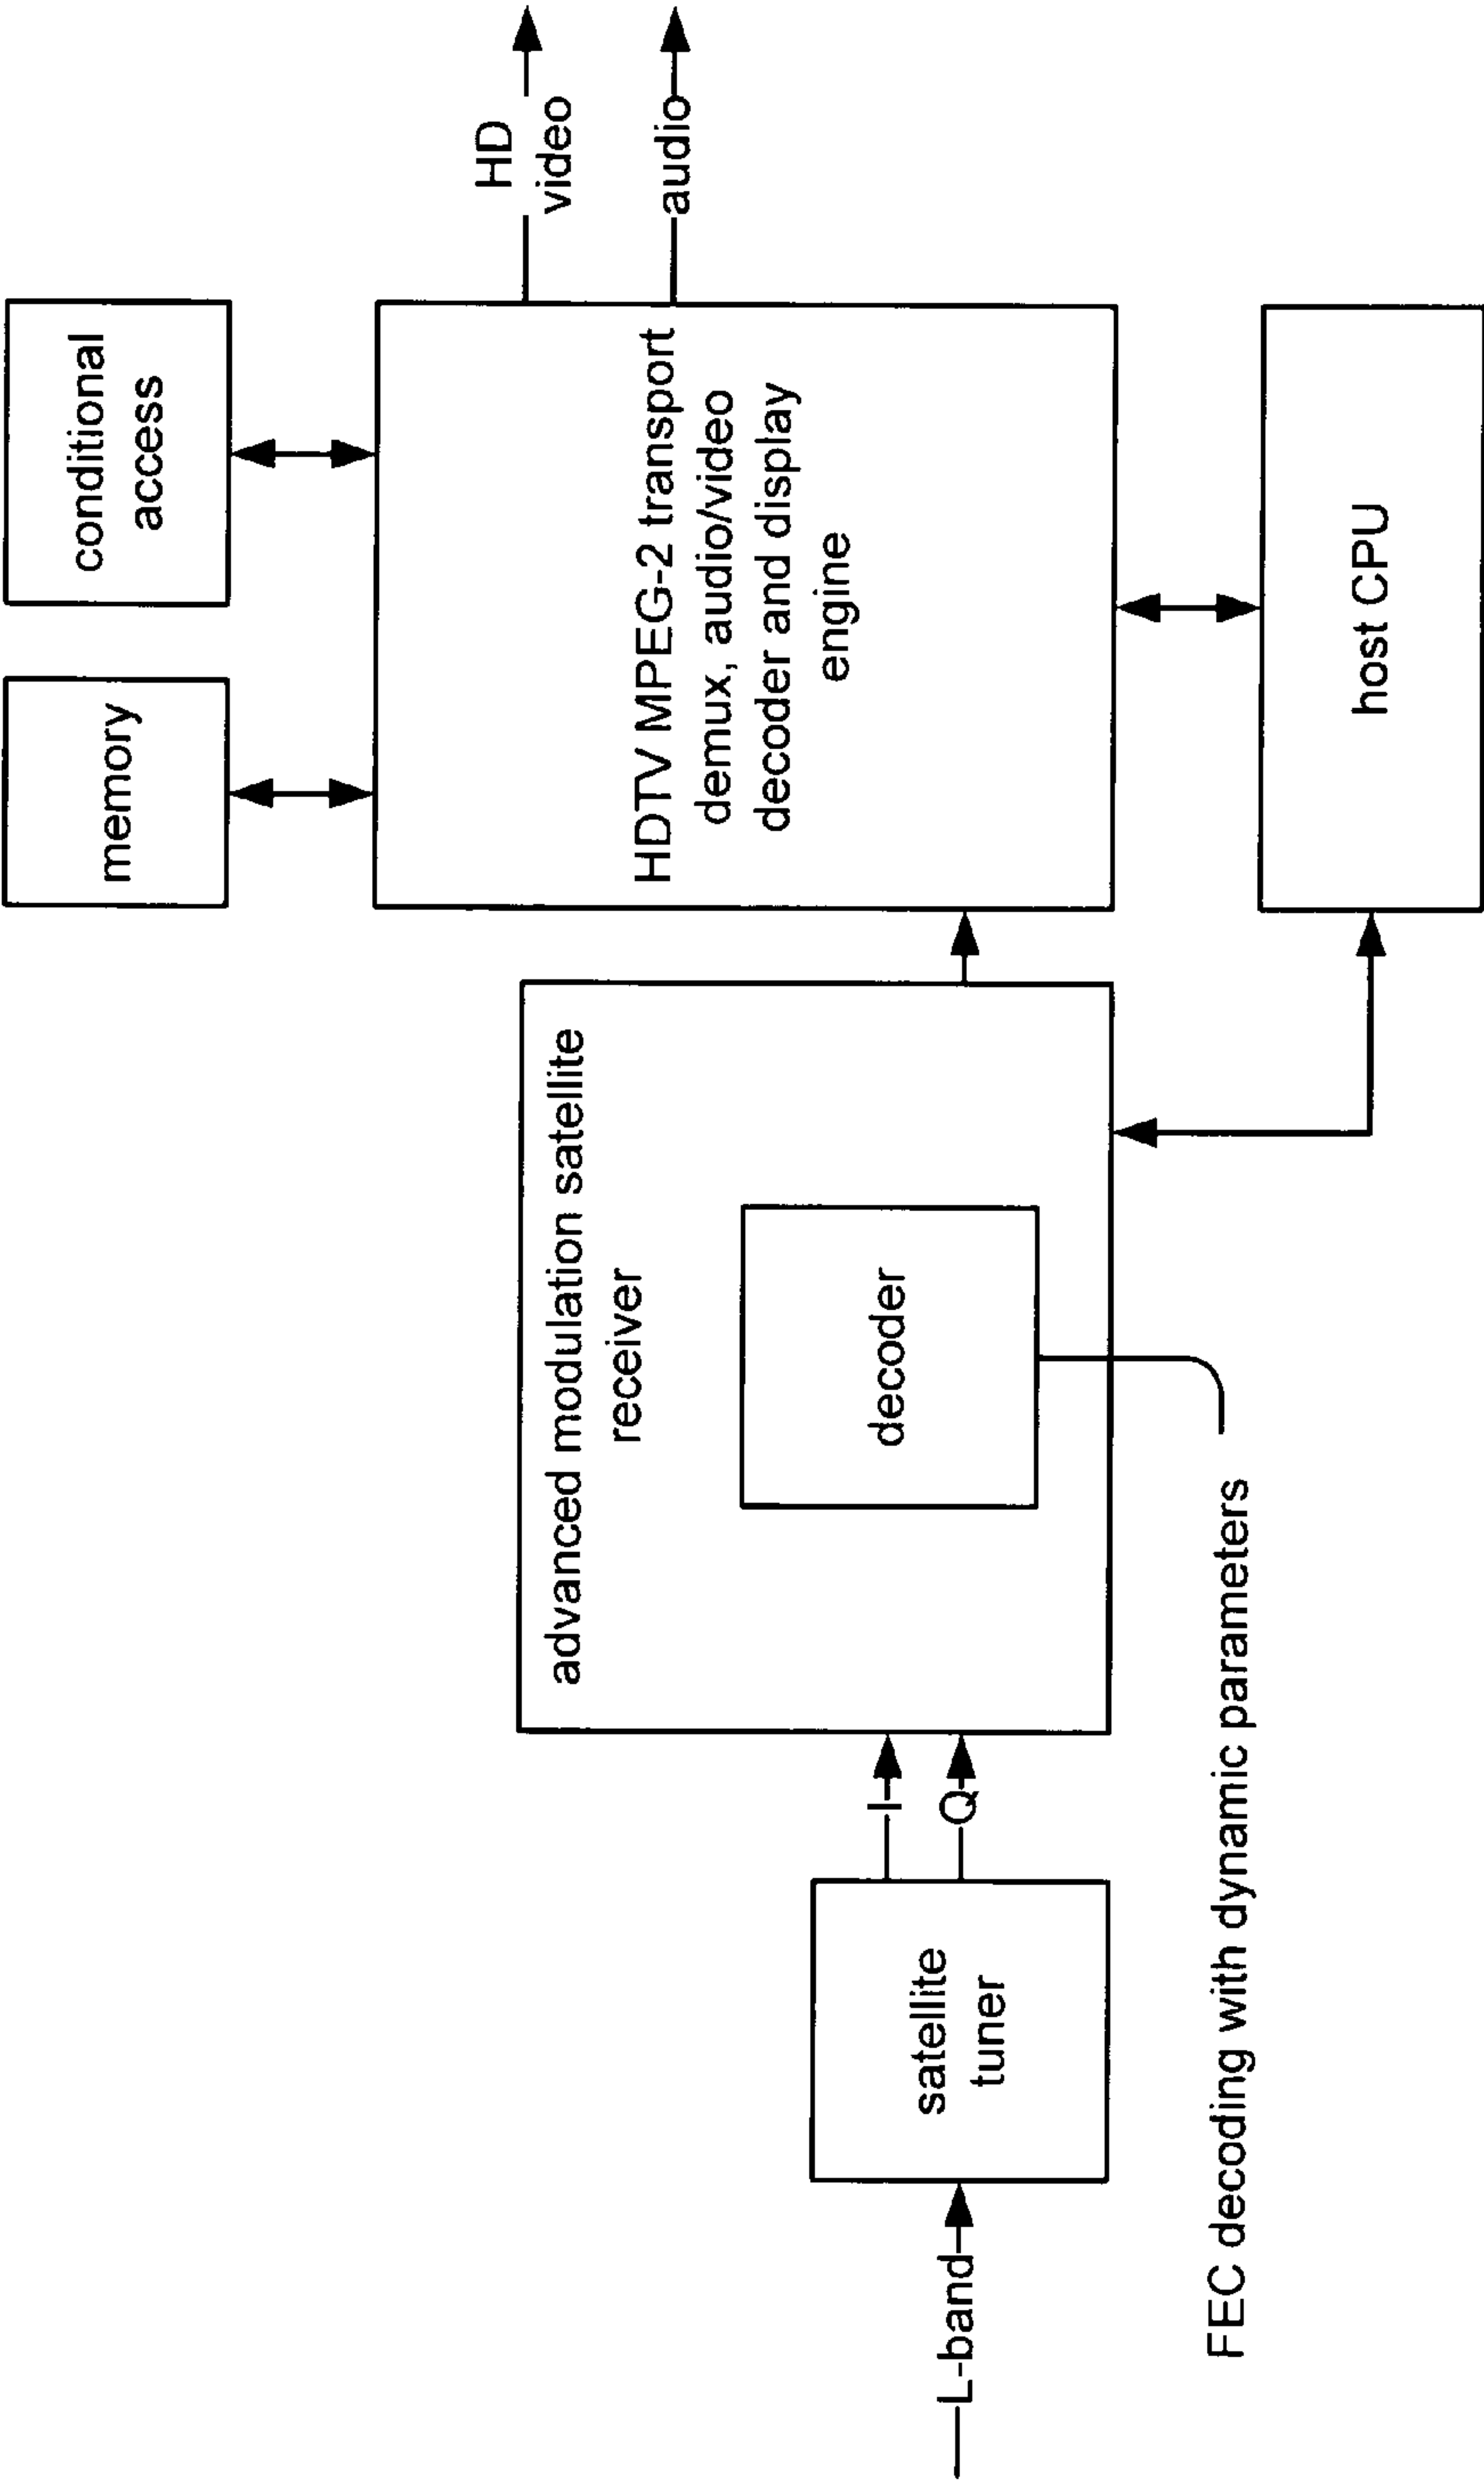 L-band
satellite
tuner
I
Q
advanced modulation satellite
receiver
decoder
FEC decoding with dynamic parameters
memory
conditional
access
HDTV MPEG-2 transport
demux, audio/video
decoder and display
engine
host CPU
HD
video
audio